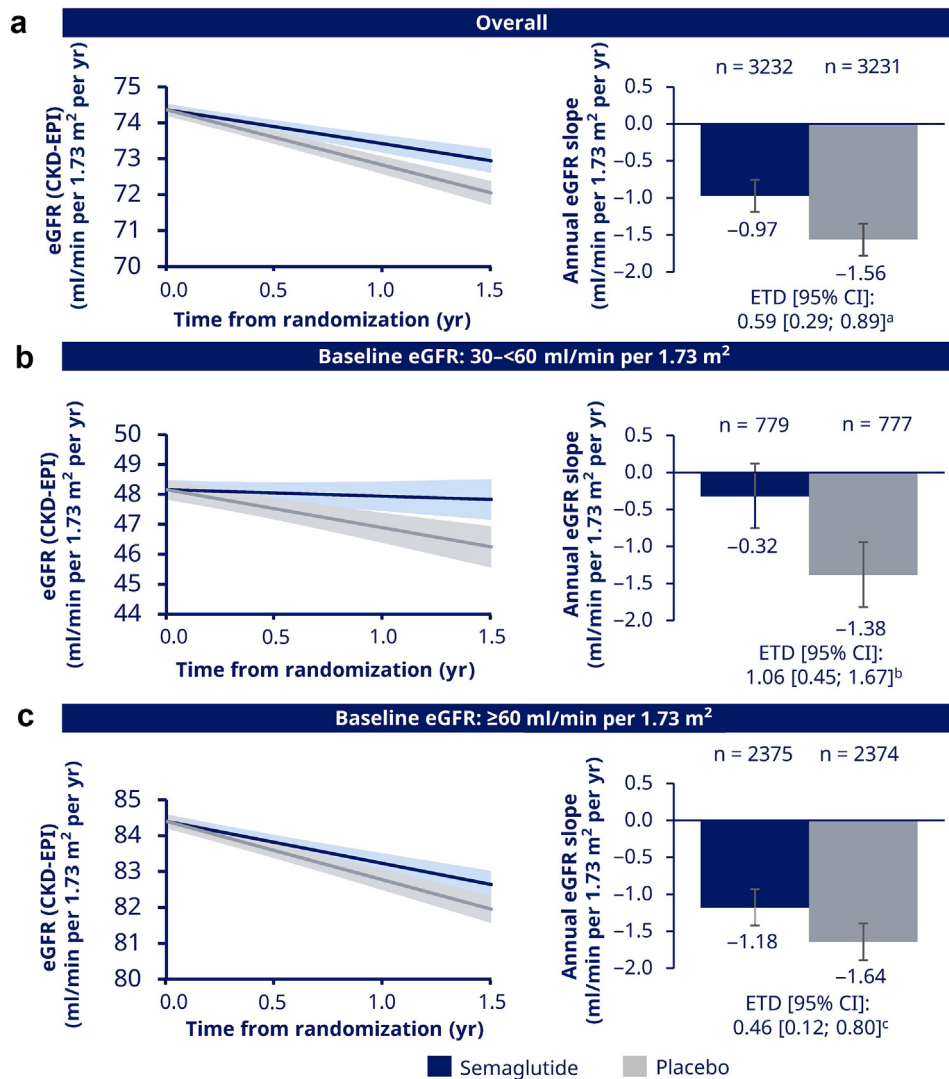 a
Overall
eGFR (CKD-EPI)
(ml/min per 1.73 m² per yr)
75
74
73
72
71
70
0.0
0.5
1.0
1.5
Time from randomization (yr)
Annual eGFR slope
(ml/min per 1.73 m² per yr)
n = 3232
n = 3231
0.5
0.0
−0.5
−1.0
−1.5
−2.0
−0.97
−1.56
ETD [95% CI]:
0.59 [0.29; 0.89]ᵃ
b
Baseline eGFR: 30–<60 ml/min per 1.73 m²
eGFR (CKD-EPI)
(ml/min per 1.73 m² per yr)
50
49
48
47
46
45
44
0.0
0.5
1.0
1.5
Time from randomization (yr)
Annual eGFR slope
(ml/min per 1.73 m² per yr)
n = 779
n = 777
0.5
0.0
−0.5
−1.0
−1.5
−2.0
−0.32
−1.38
ETD [95% CI]:
1.06 [0.45; 1.67]ᵇ
c
Baseline eGFR: ≥60 ml/min per 1.73 m²
eGFR (CKD-EPI)
(ml/min per 1.73 m² per yr)
85
84
83
82
81
80
0.0
0.5
1.0
1.5
Time from randomization (yr)
Annual eGFR slope
(ml/min per 1.73 m² per yr)
n = 2375
n = 2374
0.5
0.0
−0.5
−1.0
−1.5
−2.0
−1.18
−1.64
ETD [95% CI]:
0.46 [0.12; 0.80]ᶜ
Semaglutide
Placebo